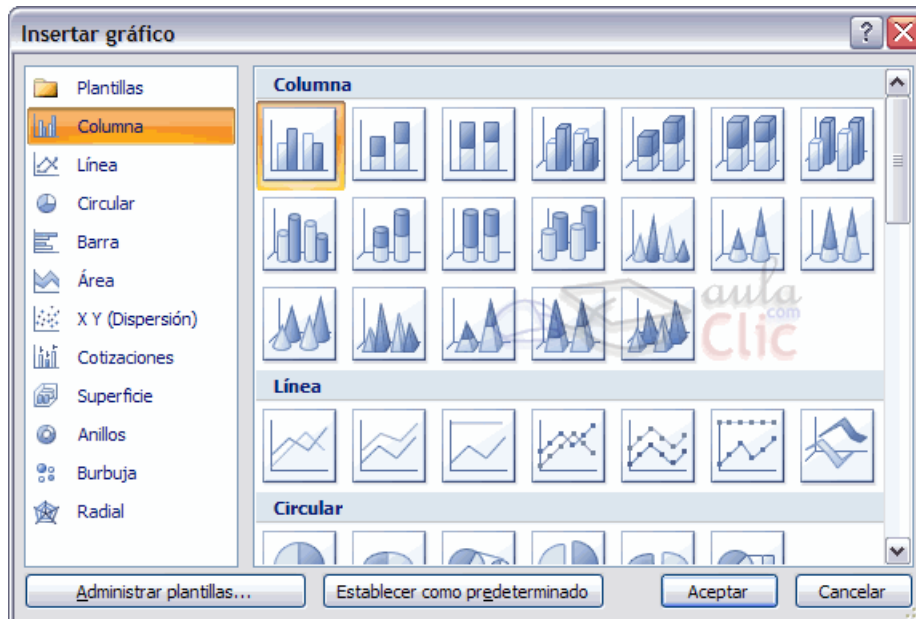 Insertar gráfico
Plantillas
Columna
Línea
Circular
Barra
Área
X Y (Dispersión)
Cotizaciones
Superficie
Anillos
Burbuja
Radial
Columna
aula
.com
Clic
Línea
Circular
Administrar plantillas...
Establecer como predeterminado
Aceptar
Cancelar